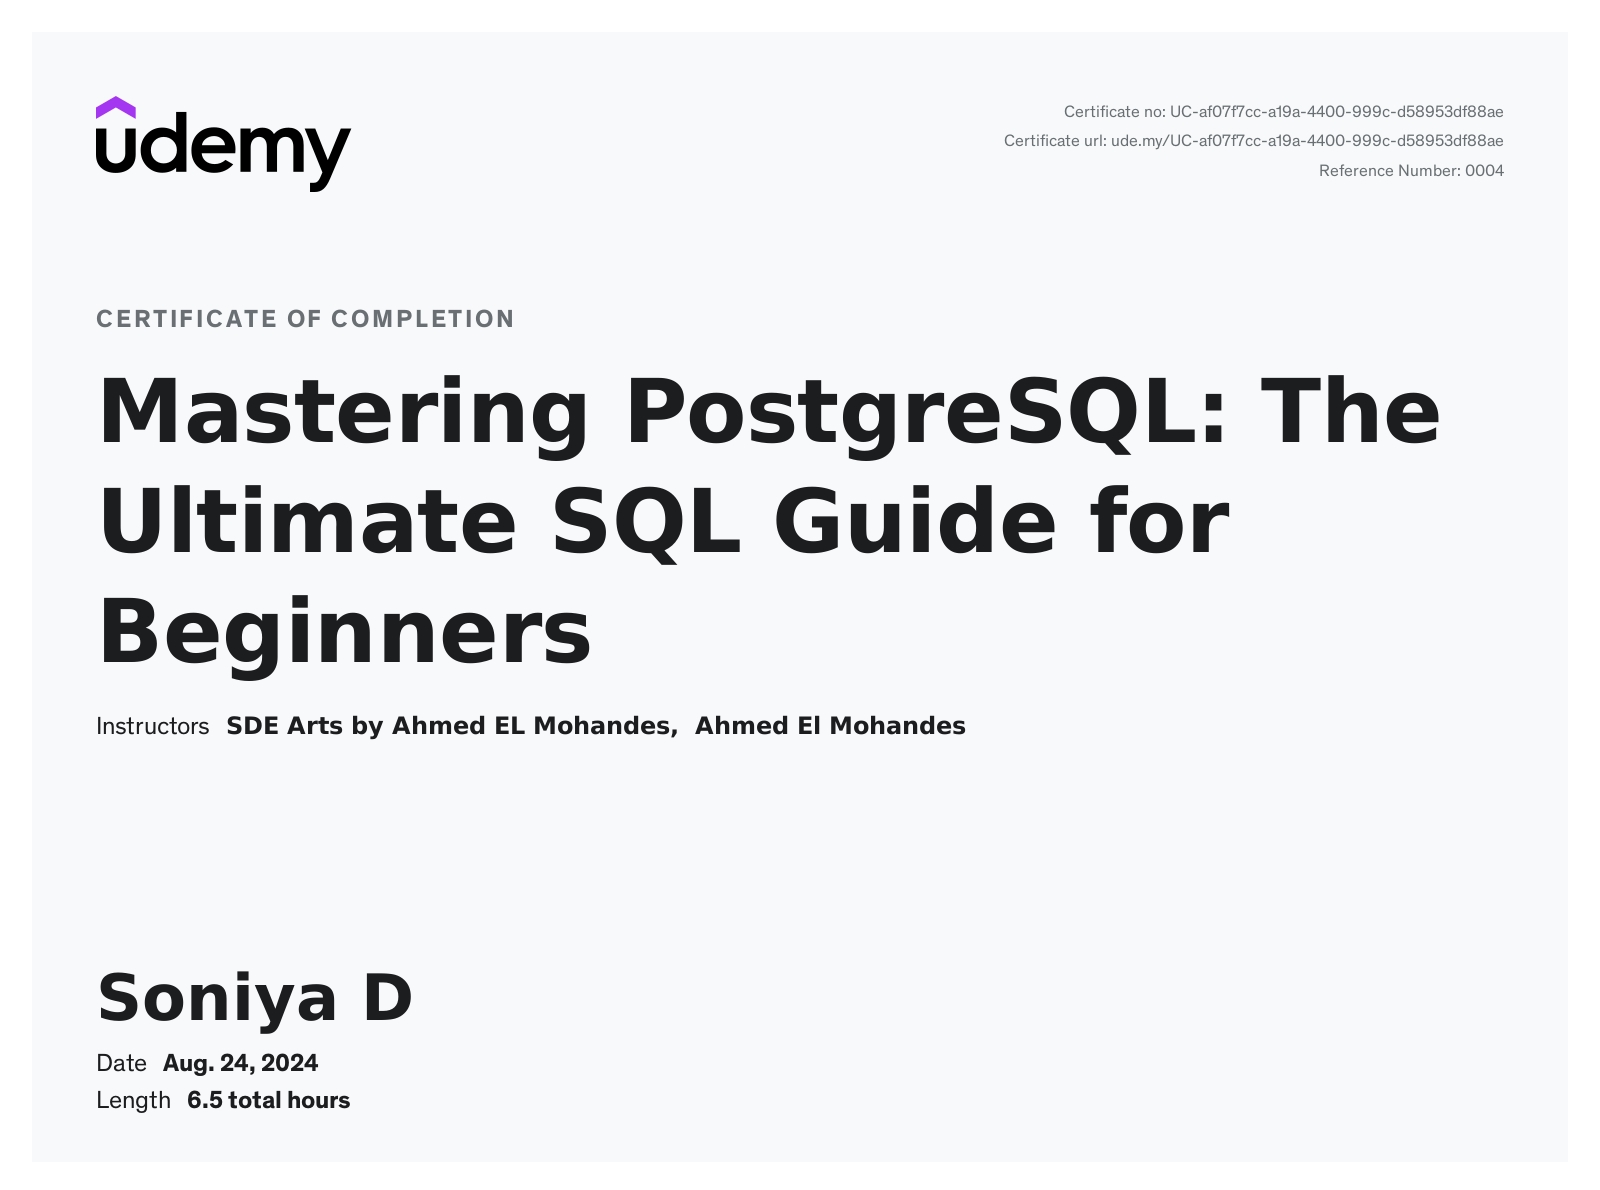 udemy
Certificate no: UC-af07f7cc-a19a-4400-999c-d58953df88ae
Certificate url: ude.my/UC-af07f7cc-a19a-4400-999c-d58953df88ae
Reference Number: 0004
CERTIFICATE OF COMPLETION
Mastering PostgreSQL: The
Ultimate SQL Guide for
Beginners
Instructors SDE Arts by Ahmed EL Mohandes, Ahmed El Mohandes
Soniya D
Date Aug. 24, 2024
Length 6.5 total hours